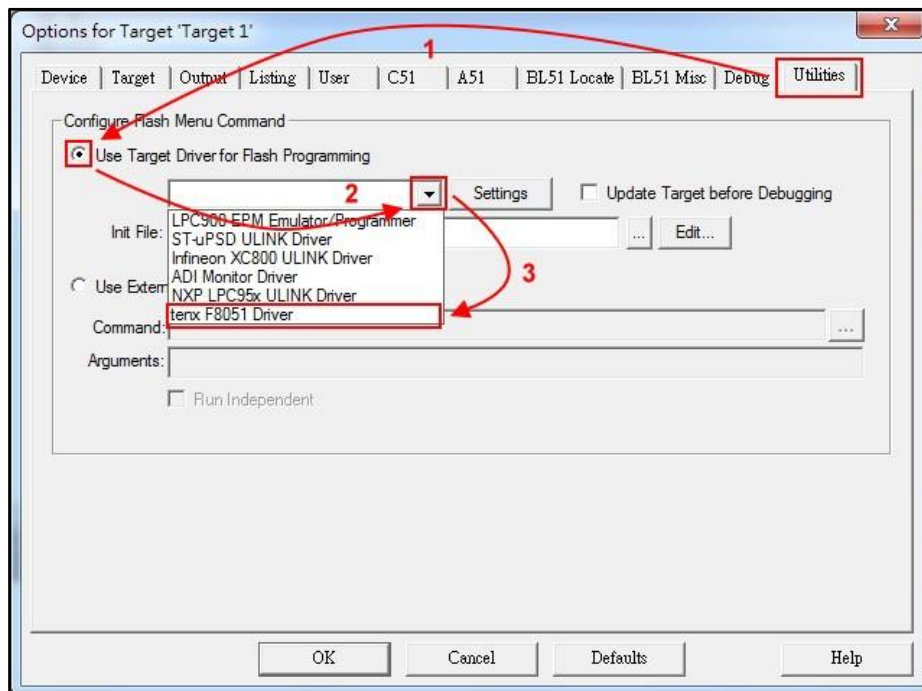 Options for Target 'Target 1'
1
Device Target Output Listing User C51 A51 BL51 Locate BL51 Misc Debug Utilities
Configure Flash Menu Command
Use Target Driver for Flash Programming
2
Settings
Update Target before Debugging
LPC900 EPM Emulator/Programmer
Init File:
... Edit...
ST-uPSD ULINK Driver
Infineon XC800 ULINK Driver
ADI Monitor Driver
3
Use Extern
NXP LPC95x ULINK Driver
tenx F8051 Driver
Command:
...
Arguments:
Run Independent
OK Cancel Defaults Help